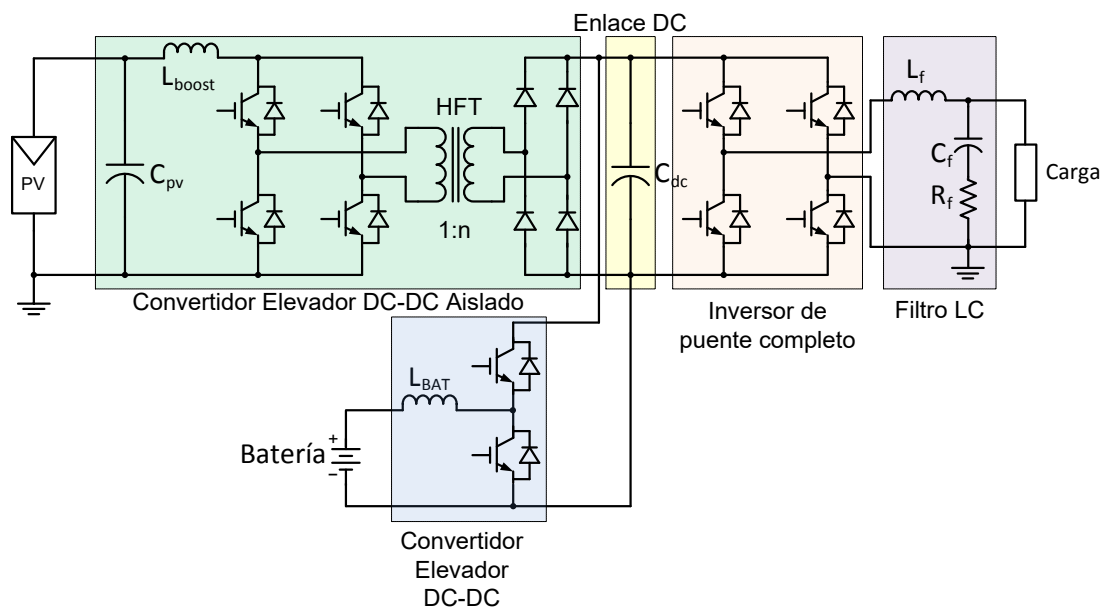 Enlace DC
L_boost
HFT
L_f
PV
C_pv
C_dc
C_f
Carga
R_f
1:n
Convertidor Elevador DC-DC Aislado
Inversor de
puente completo
Filtro LC
L_BAT
Batería
+
−
Convertidor
Elevador
DC-DC